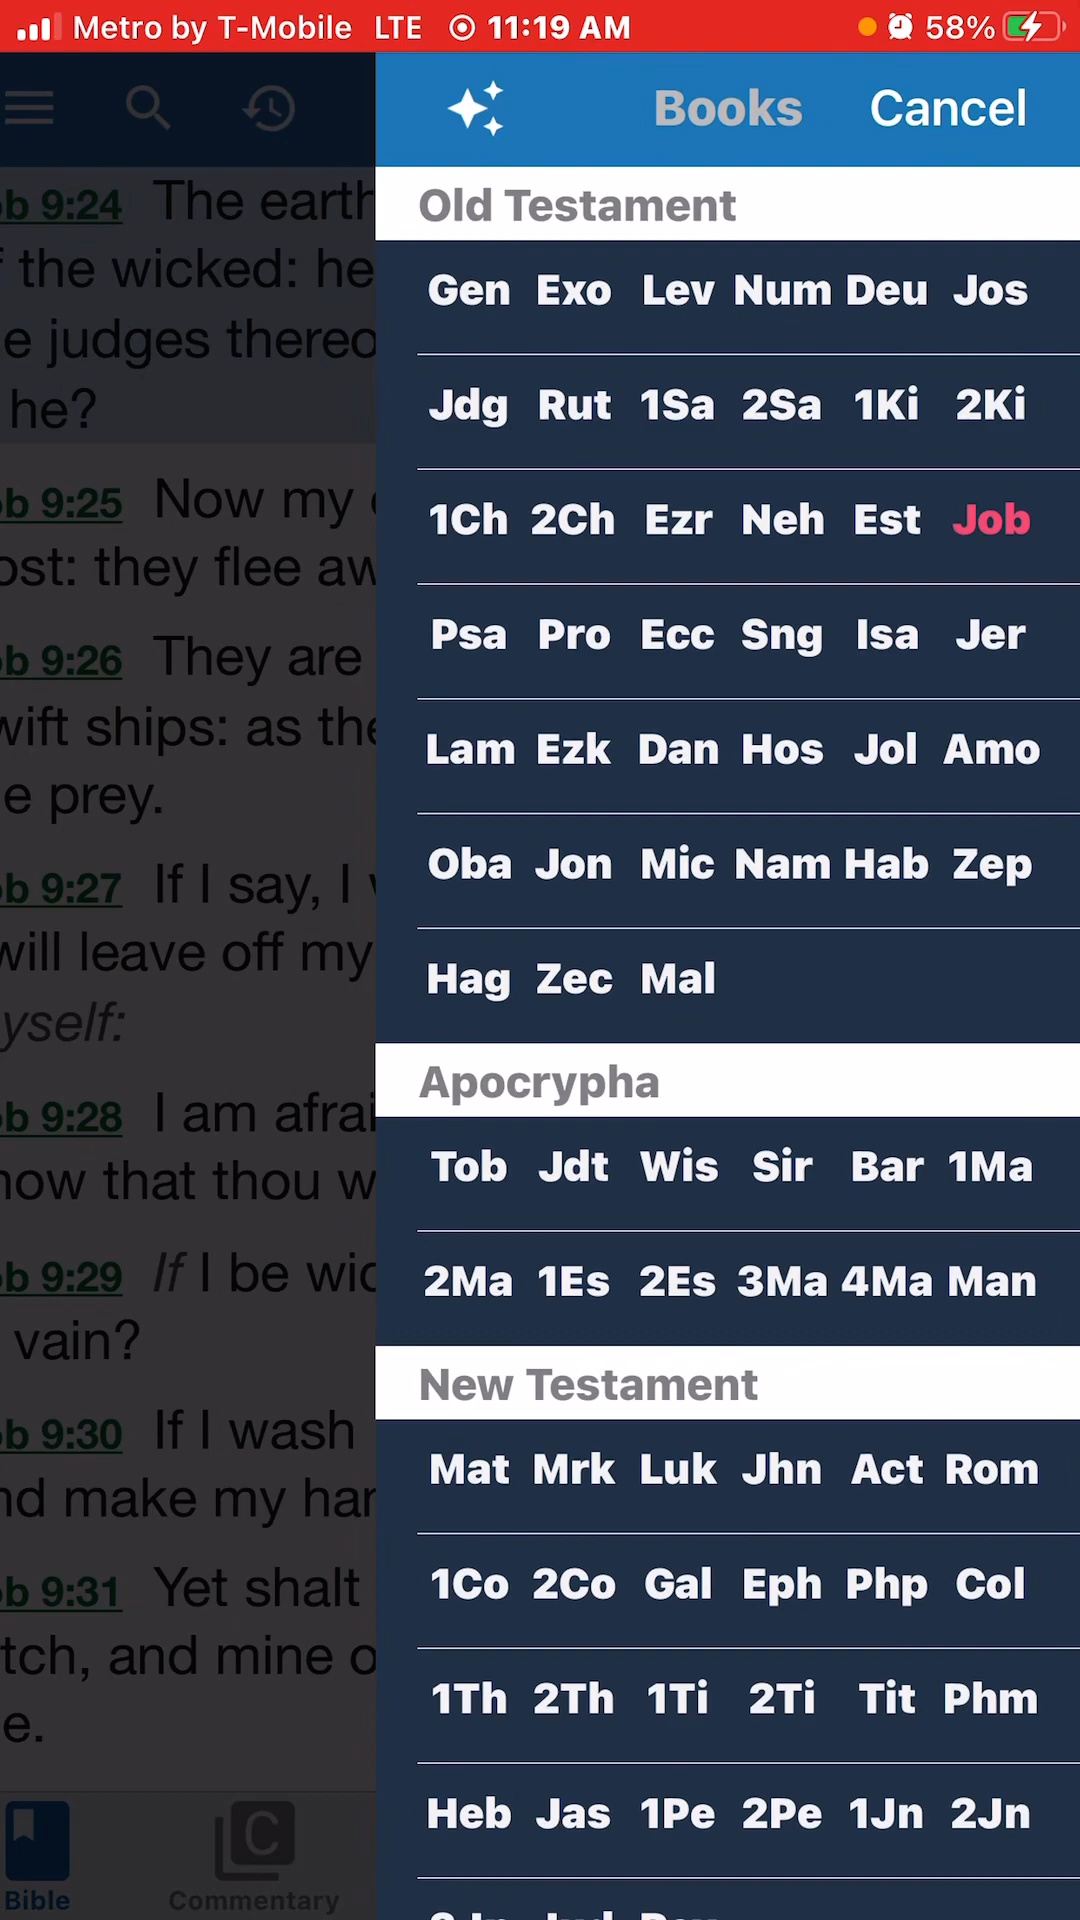 Metro by T-Mobile LTE 11:19 AM 58%
Books Cancel
b 9:24 The earth
the wicked: he
e judges thereo
he?
b 9:25 Now my
ost: they flee aw
b 9:26 They are
wift ships: as the
e prey.
b 9:27 If I say, I
will leave off my
yself:
b 9:28 I am afrai
now that thou w
b 9:29 If I be wic
vain?
b 9:30 If I wash
nd make my har
b 9:31 Yet shalt
tch, and mine o
e.
Bible Commentary
Old Testament
Gen Exo Lev Num Deu Jos
Jdg Rut 1Sa 2Sa 1Ki 2Ki
1Ch 2Ch Ezr Neh Est Job
Psa Pro Ecc Sng Isa Jer
Lam Ezk Dan Hos Jol Amo
Oba Jon Mic Nam Hab Zep
Hag Zec Mal
Apocrypha
Tob Jdt Wis Sir Bar 1Ma
2Ma 1Es 2Es 3Ma 4Ma Man
New Testament
Mat Mrk Luk Jhn Act Rom
1Co 2Co Gal Eph Php Col
1Th 2Th 1Ti 2Ti Tit Phm
Heb Jas 1Pe 2Pe 1Jn 2Jn